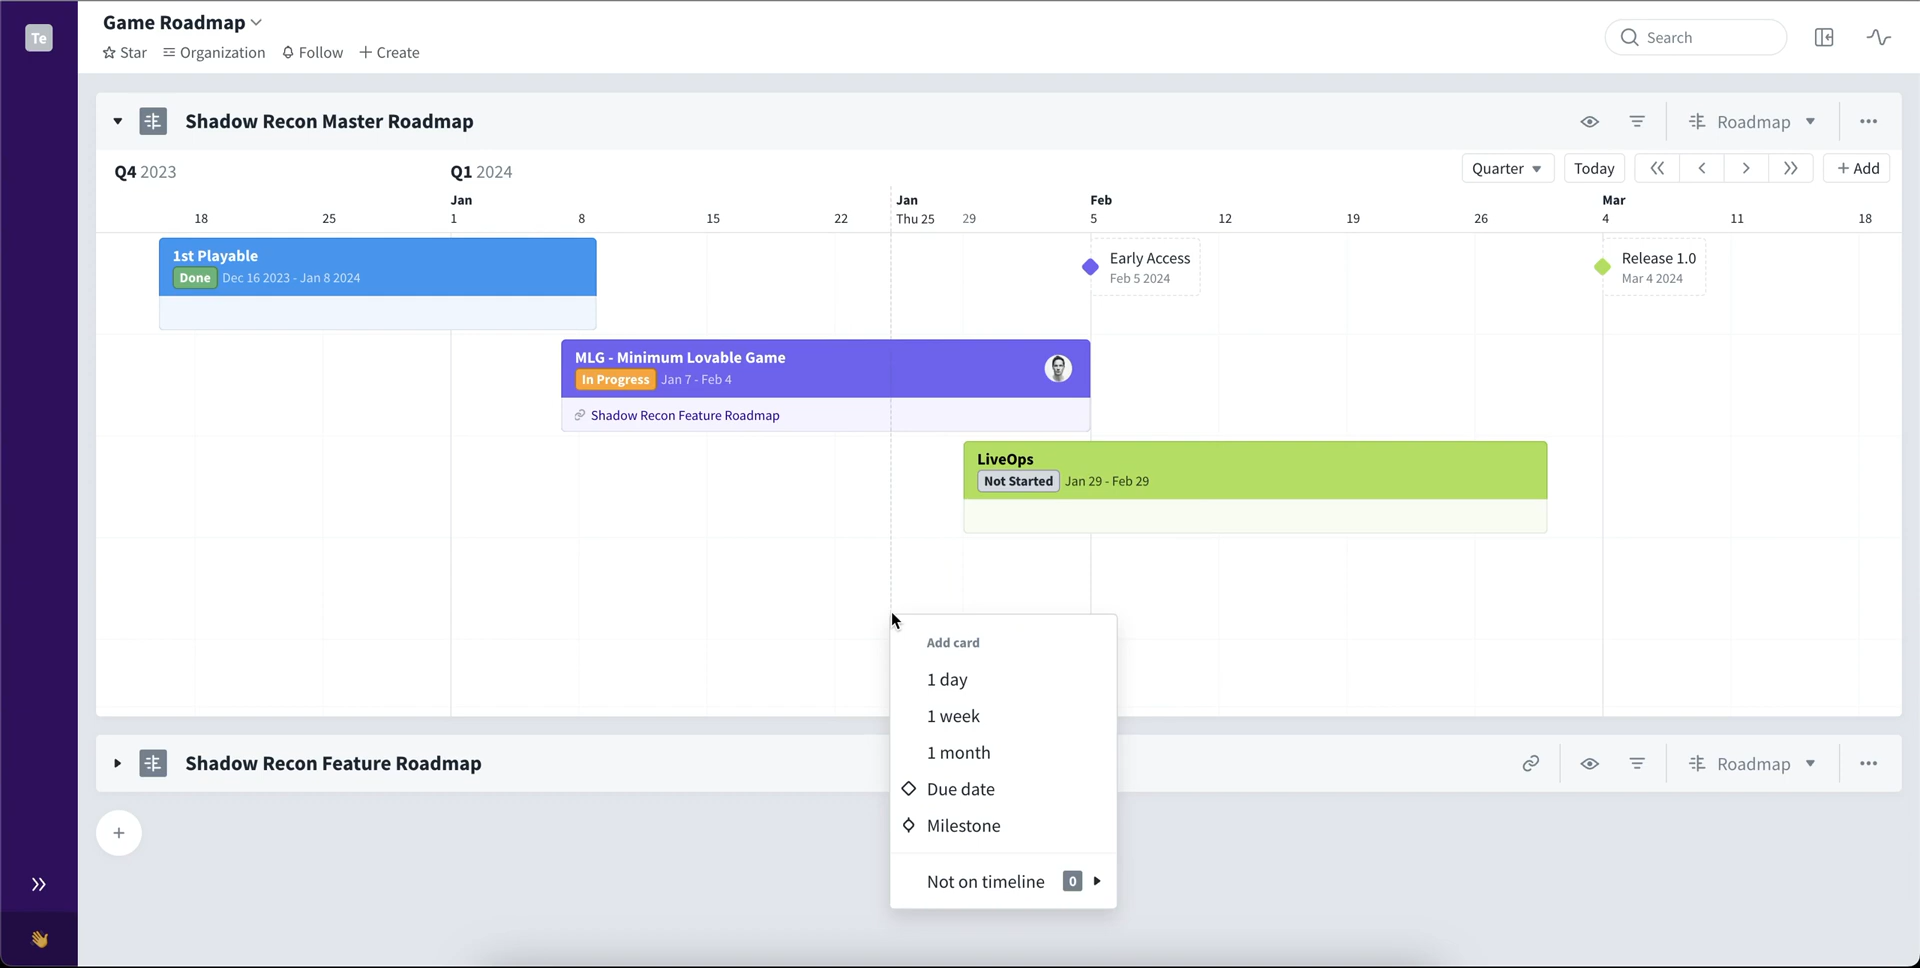 Te
Game Roadmap
Star Organization Follow + Create
Search
Shadow Recon Master Roadmap
Roadmap
Q4 2023
Q1 2024
Quarter
Today
+ Add
Jan
Jan
Feb
Mar
18 25 1 8 15 22 Thu 25 29 5 12 19 26 4 11 18
1st Playable
Done Dec 16 2023 - Jan 8 2024
Early Access
Feb 5 2024
Release 1.0
Mar 4 2024
MLG - Minimum Lovable Game
In Progress Jan 7 - Feb 4
Shadow Recon Feature Roadmap
LiveOps
Not Started Jan 29 - Feb 29
Add card
1 day
1 week
1 month
Due date
Milestone
Not on timeline 0
Shadow Recon Feature Roadmap
Roadmap